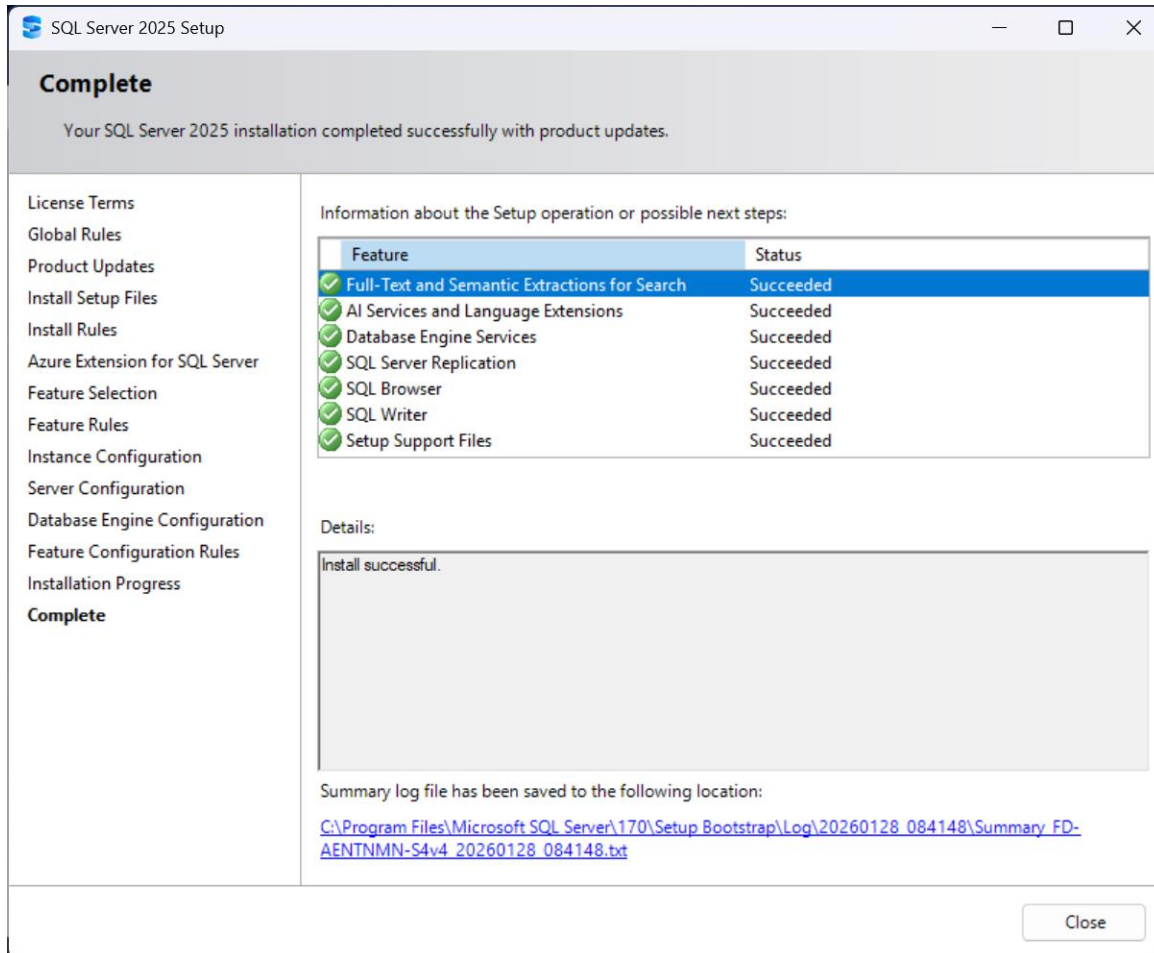 SQL Server 2025 Setup
Complete
Your SQL Server 2025 installation completed successfully with product updates.
License Terms
Global Rules
Product Updates
Install Setup Files
Install Rules
Azure Extension for SQL Server
Feature Selection
Feature Rules
Instance Configuration
Server Configuration
Database Engine Configuration
Feature Configuration Rules
Installation Progress
Complete
Information about the Setup operation or possible next steps:
Feature Status
Full-Text and Semantic Extractions for Search Succeeded
AI Services and Language Extensions Succeeded
Database Engine Services Succeeded
SQL Server Replication Succeeded
SQL Browser Succeeded
SQL Writer Succeeded
Setup Support Files Succeeded
Details:
Install successful.
Summary log file has been saved to the following location:
C:\Program Files\Microsoft SQL Server\170\Setup Bootstrap\Log\20260128_084148\Summary_FD-
AENTNMN-S4v4_20260128_084148.txt
Close